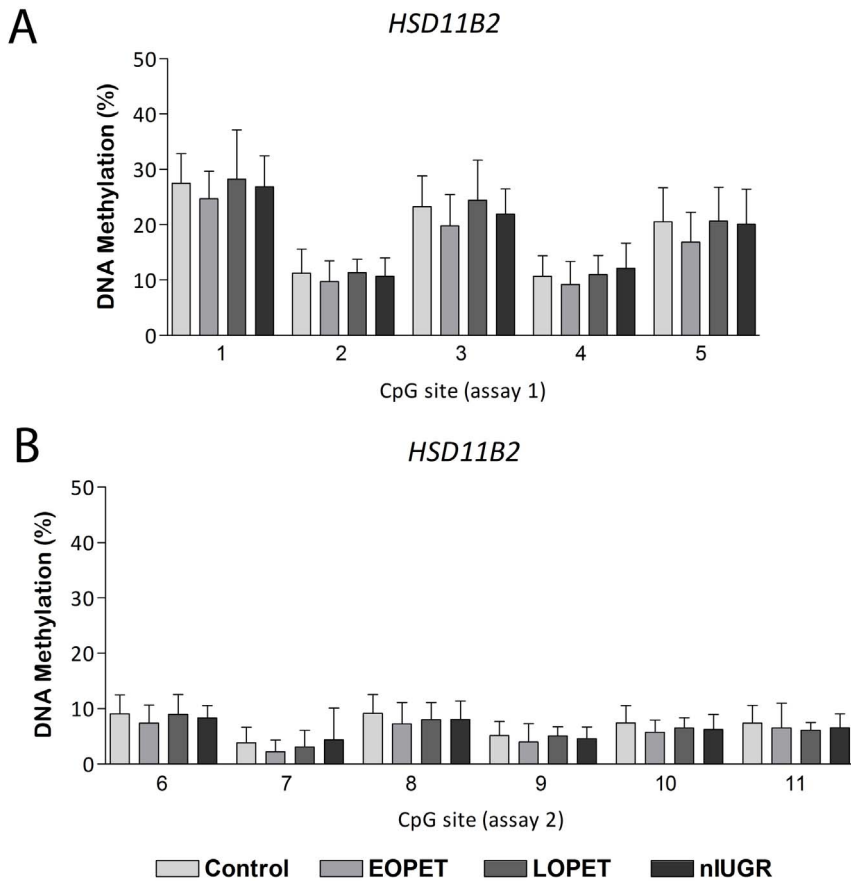 A
HSD11B2
DNA Methylation (%)
50
40
30
20
10
0
1 2 3 4 5
CpG site (assay 1)
B
HSD11B2
DNA Methylation (%)
50
40
30
20
10
0
6 7 8 9 10 11
CpG site (assay 2)
Control EOPET LOPET nIUGR